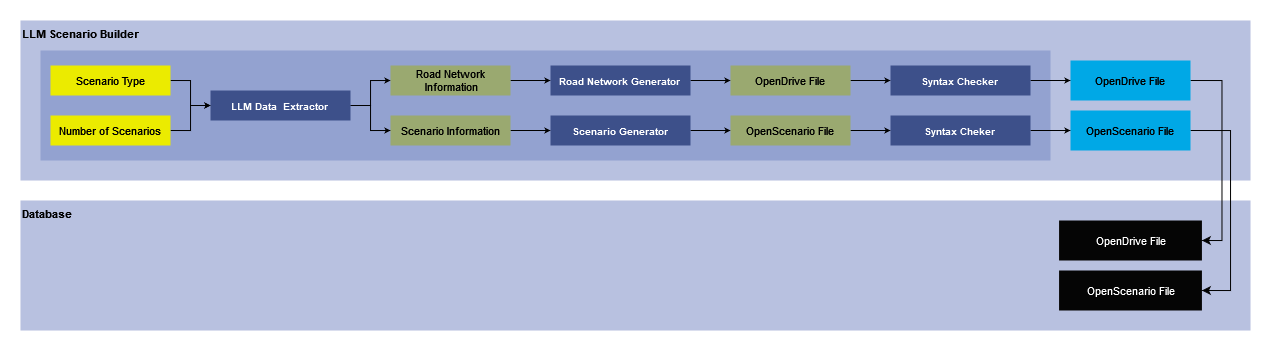 LLM Scenario Builder
Scenario Type
Number of Scenarios
LLM Data  Extractor
Road Network
Information
Scenario Information
Road Network Generator
Scenario Generator
OpenDrive File
OpenScenario File
Syntax Checker
Syntax Cheker
OpenDrive File
OpenScenario File
Database
OpenDrive File
OpenScenario File